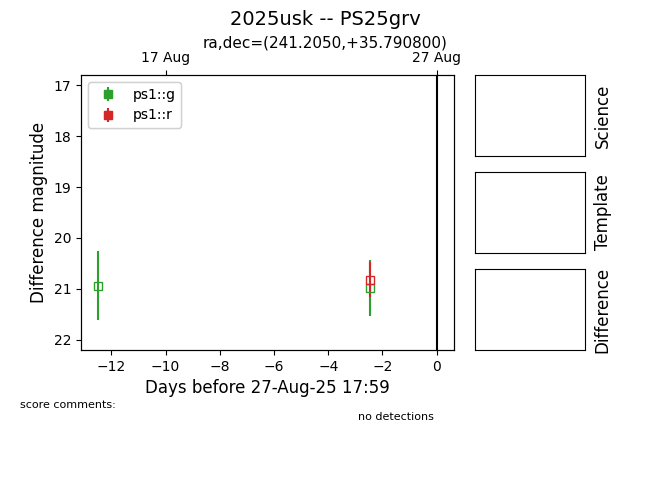 2025usk -- PS25grv
ra,dec=(241.2050,+35.790800)
17 Aug
27 Aug
ps1::g
ps1::r
17
18
19
20
21
22
Difference magnitude
−12
−10
−8
−6
−4
−2
0
Days before 27-Aug-25 17:59
Science
Template
Difference
score comments:
no detections